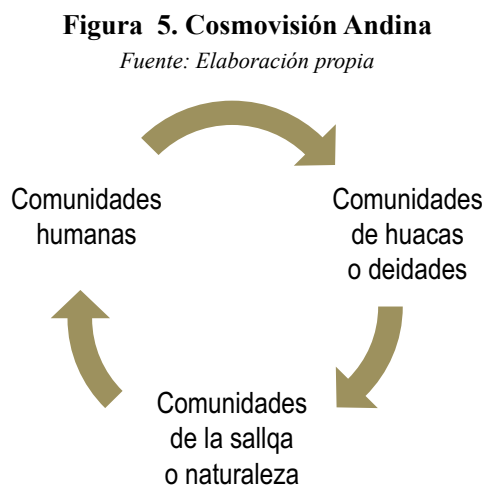 Figura 5. Cosmovisión Andina
Fuente: Elaboración propia
Comunidades
humanas
Comunidades
de huacas
o deidades
Comunidades
de la sallqa
o naturaleza